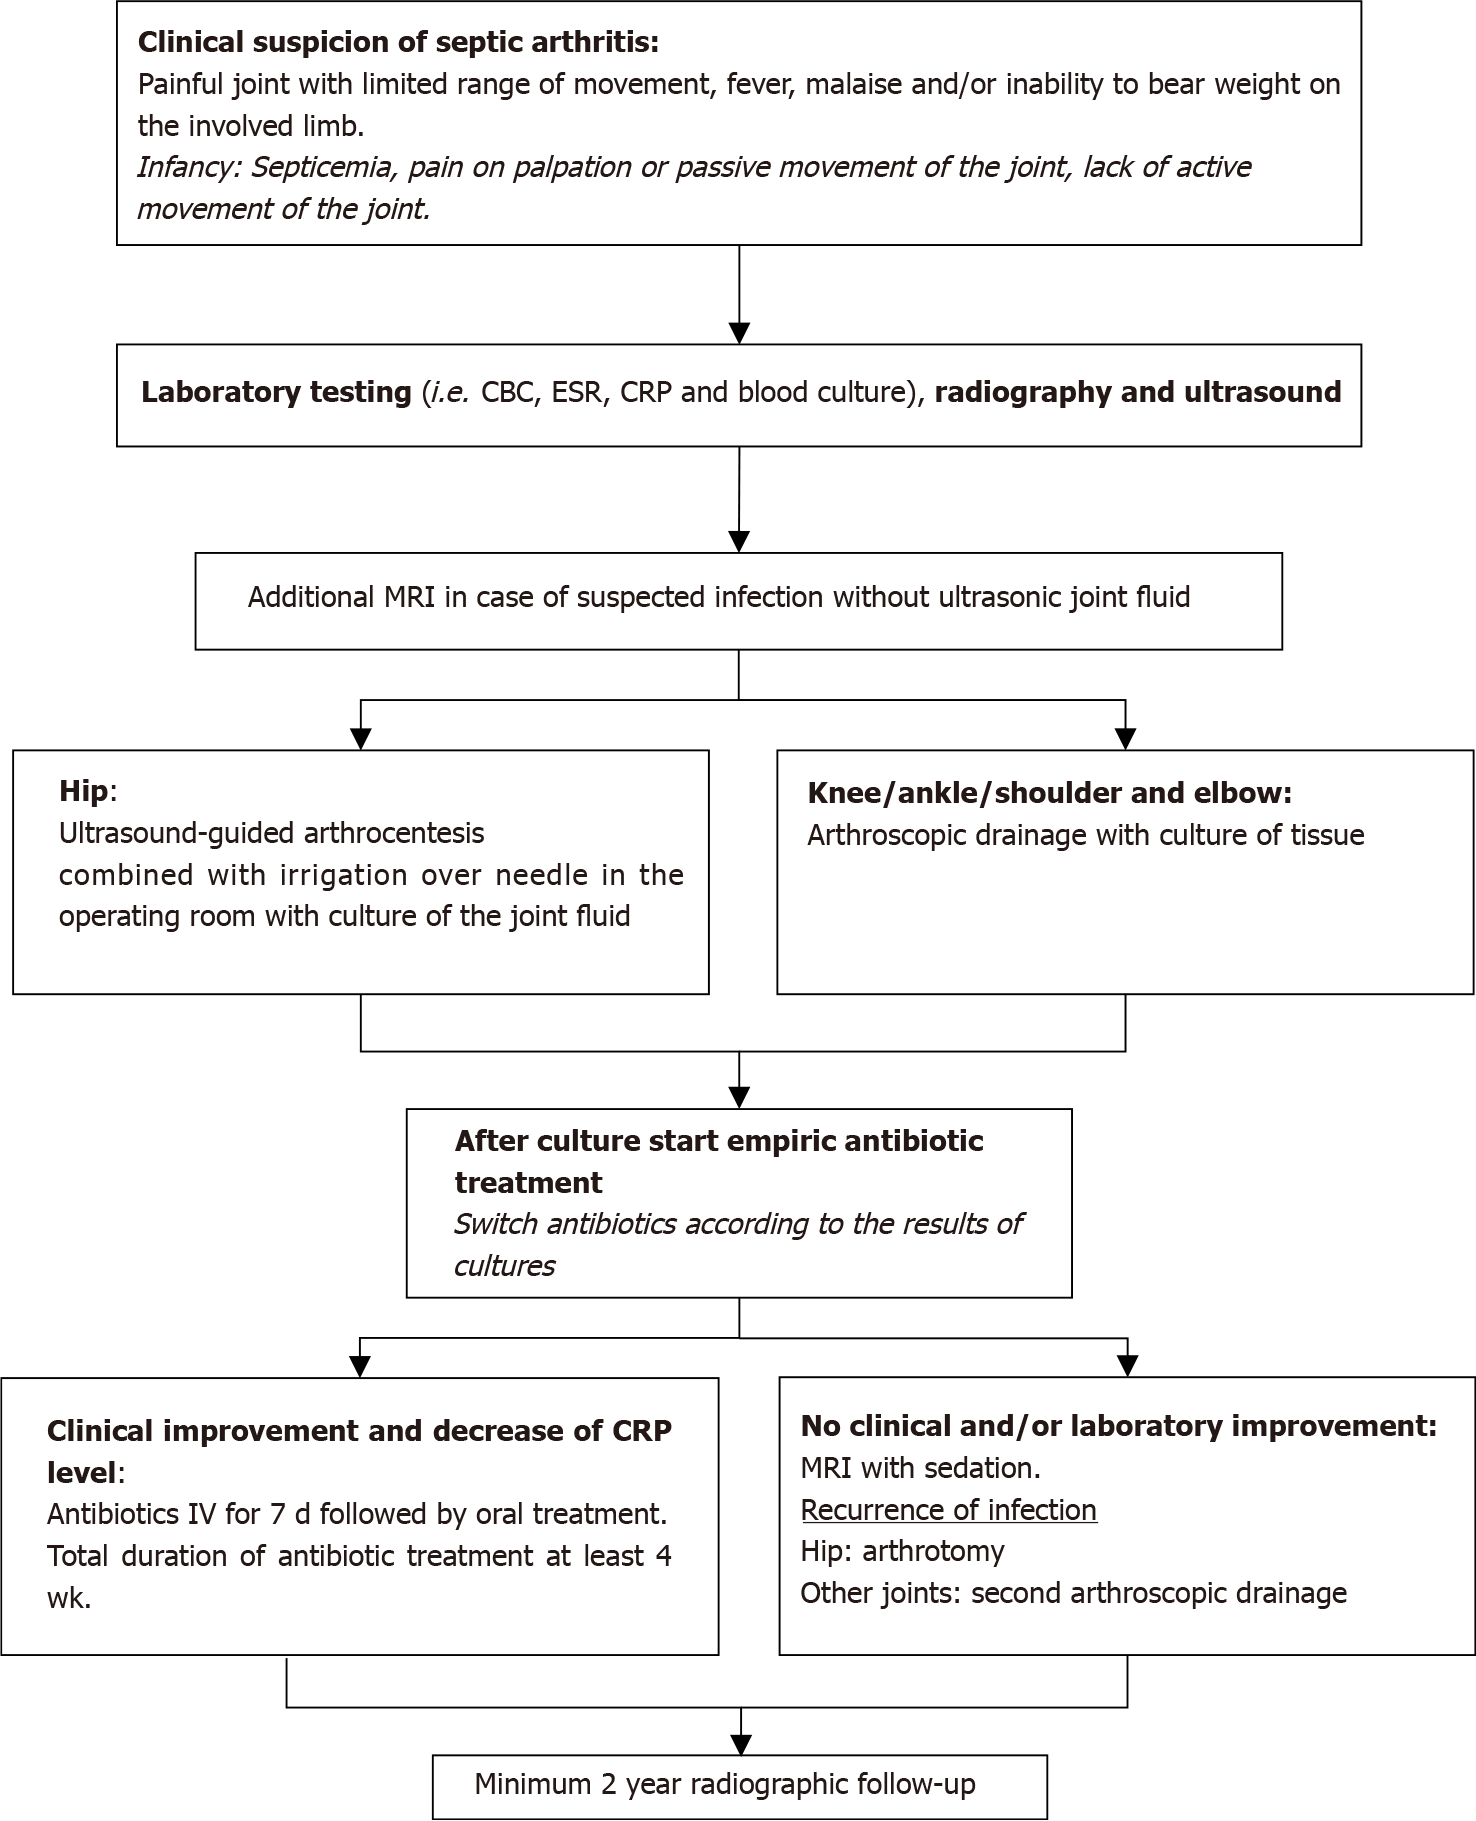 Clinical suspicion of septic arthritis:
Painful joint with limited range of movement, fever, malaise and/or inability to bear weight on
the involved limb.
Infancy: Septicemia, pain on palpation or passive movement of the joint, lack of active
movement of the joint.
Laboratory testing (i.e. CBC, ESR, CRP and blood culture), radiography and ultrasound
Additional MRI in case of suspected infection without ultrasonic joint fluid
Hip:
Ultrasound-guided arthrocentesis
combined with irrigation over needle in the
operating room with culture of the joint fluid
Knee/ankle/shoulder and elbow:
Arthroscopic drainage with culture of tissue
After culture start empiric antibiotic
treatment
Switch antibiotics according to the results of
cultures
Clinical improvement and decrease of CRP
level:
Antibiotics IV for 7 d followed by oral treatment.
Total duration of antibiotic treatment at least 4
wk.
No clinical and/or laboratory improvement:
MRI with sedation.
Recurrence of infection
Hip: arthrotomy
Other joints: second arthroscopic drainage
Minimum 2 year radiographic follow-up